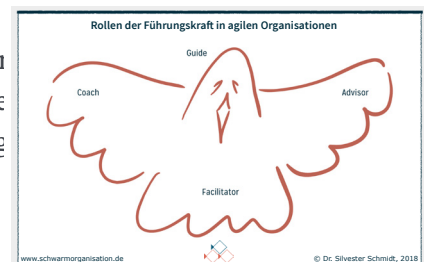 Rollen der Führungskraft in agilen Organisationen
Guide
Coach
Advisor
Facilitator
www.schwarmorganisation.de
© Dr. Silvester Schmidt, 2018